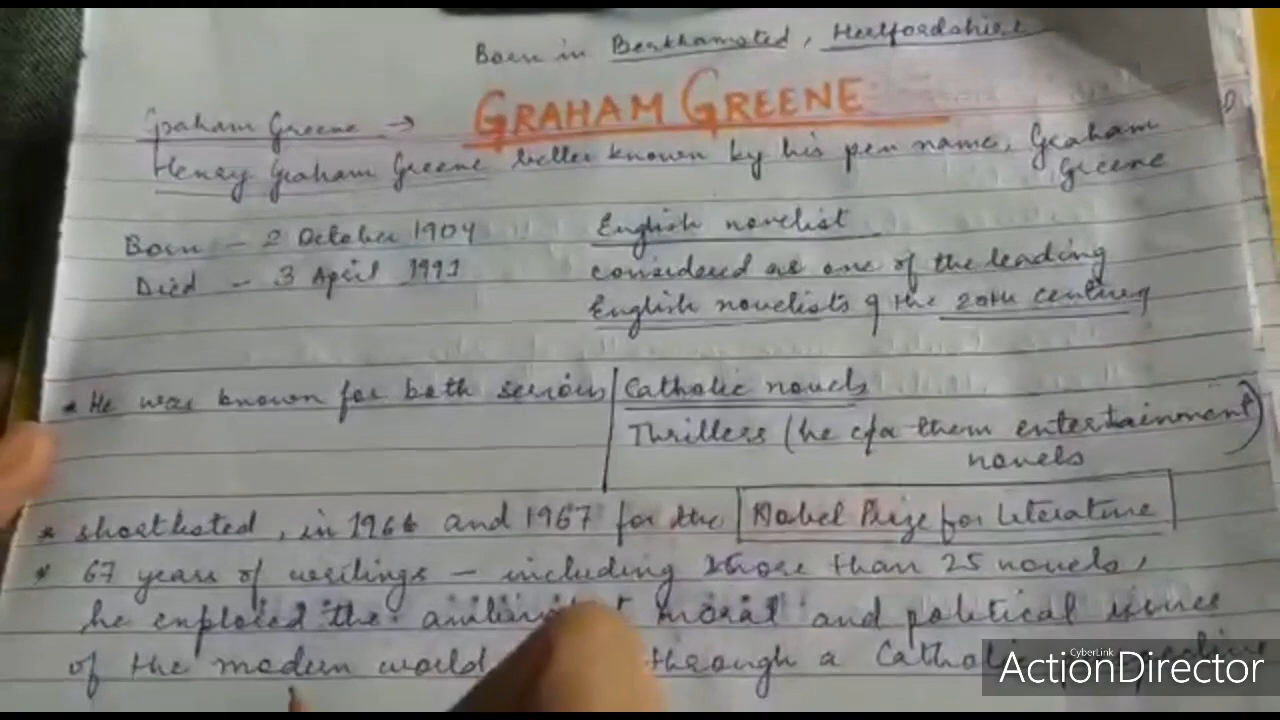 Born in Berkhamsted, Hertfordshire
GRAHAM GREENE
Graham Greene →
Henry Graham Greene better known by his pen name, Graham
Greene
Born - 2 October 1904
Died - 3 April 1991
English novelist
considered as one of the leading
English novelists of the 20th century
* He was known for both serious
Catholic novels
Thrillers (he c/a them entertainment)
novels
* shortlisted, in 1966 and 1967 for the Nobel Prize for Literature
* 67 years of writings - including more than 25 novels,
he exploied the moral and political issues
of the modern world through a
CyberLink
ActionDirector